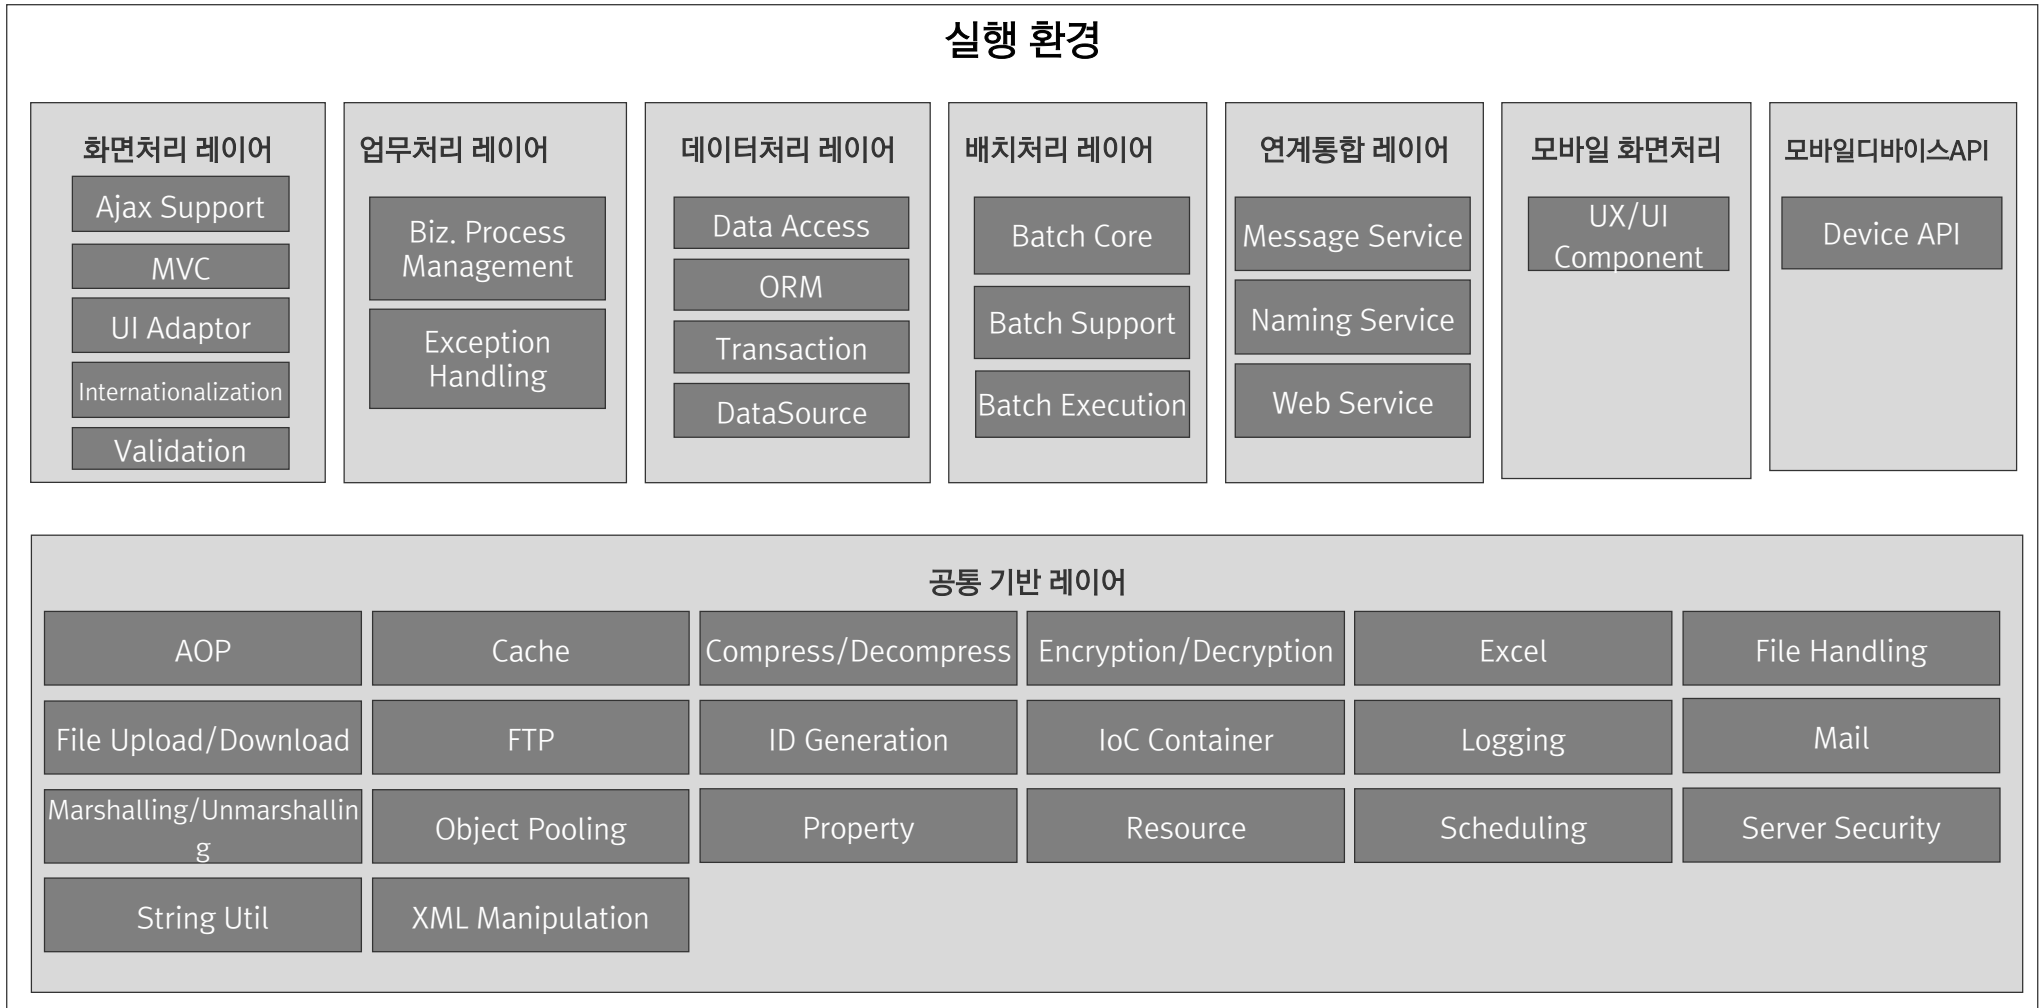 실행 환경
화면처리 레이어
Ajax Support
MVC
UI Adaptor
Internationalization
Validation
업무처리 레이어
Biz. Process
Management
Exception
Handling
데이터처리 레이어
Data Access
ORM
Transaction
DataSource
배치처리 레이어
Batch Core
Batch Support
Batch Execution
연계통합 레이어
Message Service
Naming Service
Web Service
모바일 화면처리
UX/UI
Component
모바일디바이스API
Device API
공통 기반 레이어
AOP
Cache
Compress/Decompress
Encryption/Decryption
Excel
File Handling
File Upload/Download
FTP
ID Generation
IoC Container
Logging
Mail
Marshalling/Unmarshallin
g
Object Pooling
Property
Resource
Scheduling
Server Security
String Util
XML Manipulation